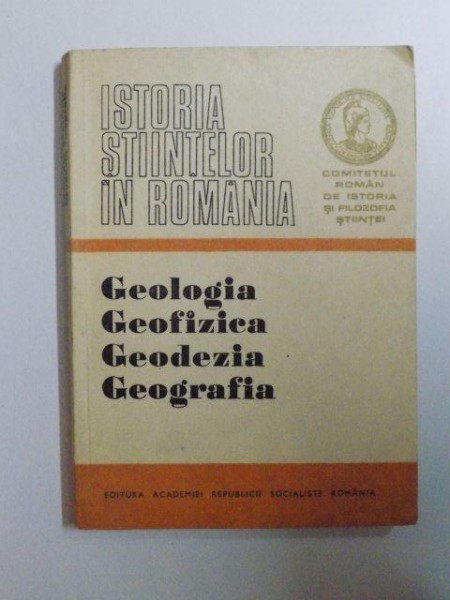 ISTORIA
ȘTIINȚELOR
ÎN ROMÂNIA
COMITETUL
ROMÂN
DE ISTORIA
ȘI FILOZOFIA
ȘTIINȚEI
Geologia
Geofizica
Geodezia
Geografia
EDITURA ACADEMIEI REPUBLICII SOCIALISTE ROMÂNIA